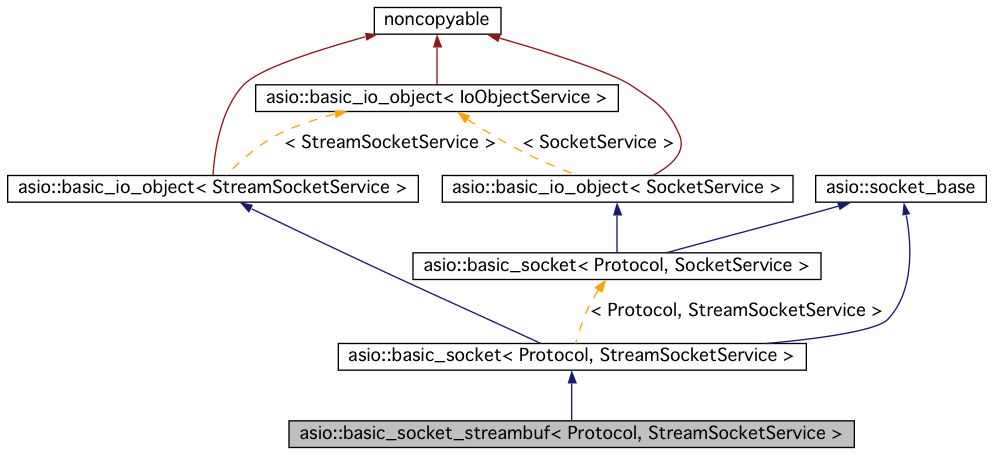 noncopyable
asio::basic_io_object< IoObjectService >
< StreamSocketService >
< SocketService >
asio::basic_io_object< StreamSocketService >
asio::basic_io_object< SocketService >
asio::socket_base
asio::basic_socket< Protocol, SocketService >
< Protocol, StreamSocketService >
asio::basic_socket< Protocol, StreamSocketService >
asio::basic_socket_streambuf< Protocol, StreamSocketService >